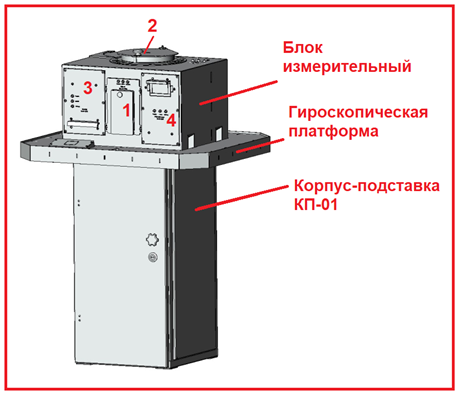 2
Блок
измерительный
3
1
4
Гироскопическая
платформа
Корпус-подставка
КП-01